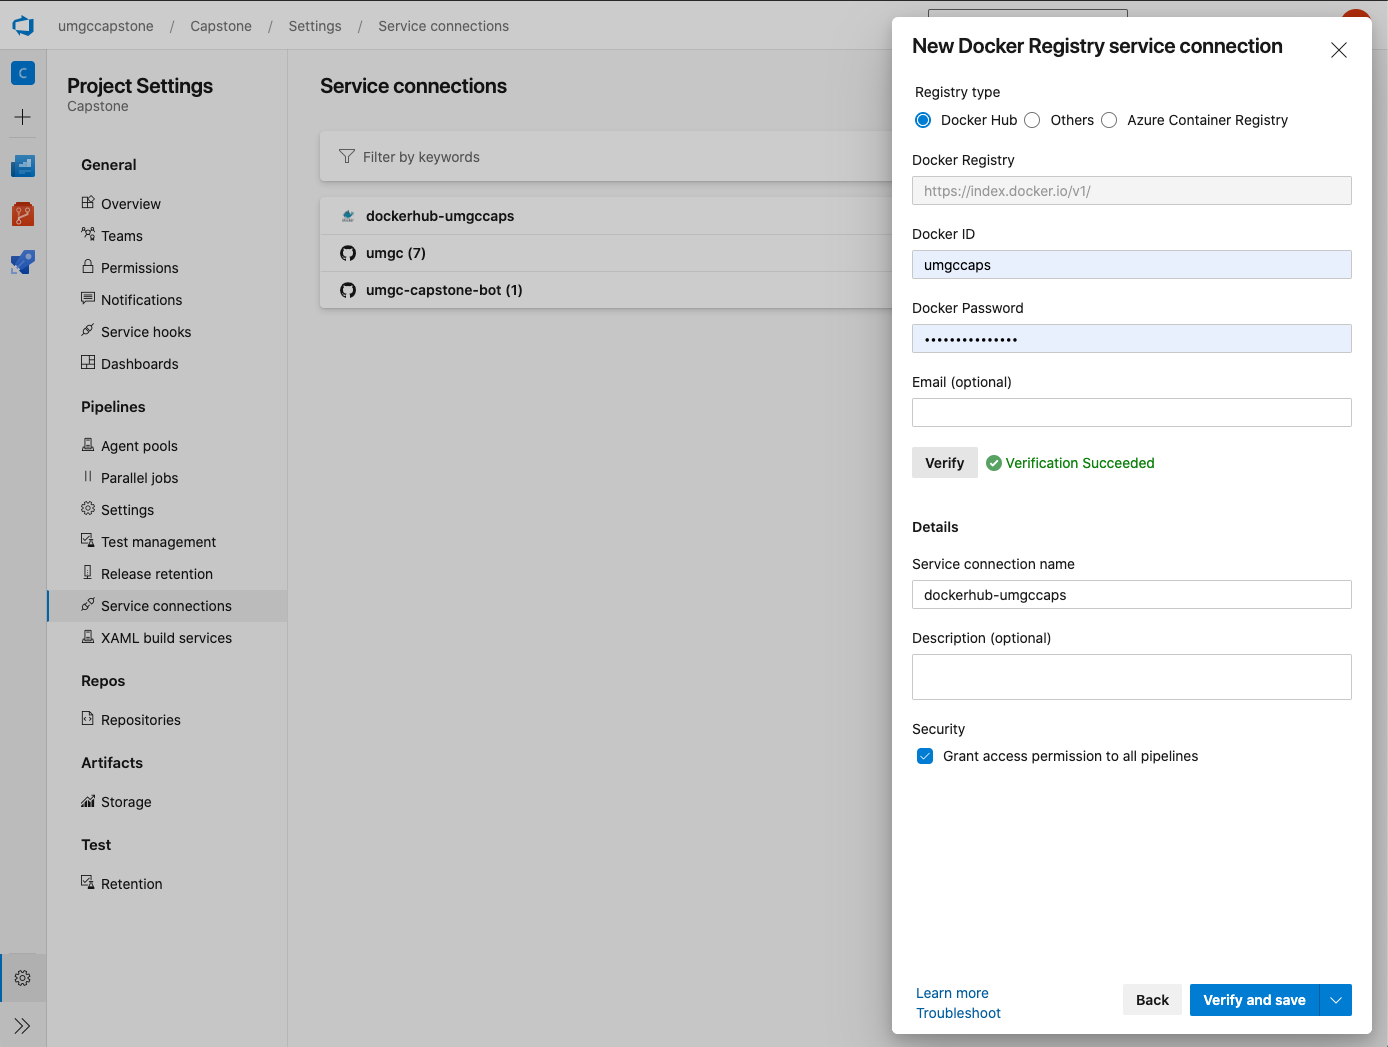 umgccapstone / Capstone / Settings / Service connections
C
Project Settings
Capstone
General
Overview
Teams
Permissions
Notifications
Service hooks
Dashboards
Pipelines
Agent pools
Parallel jobs
Settings
Test management
Release retention
Service connections
XAML build services
Repos
Repositories
Artifacts
Storage
Test
Retention
Service connections
Filter by keywords
dockerhub-umgccaps
umgc (7)
umgc-capstone-bot (1)
New Docker Registry service connection
Registry type
Docker Hub Others Azure Container Registry
Docker Registry
https://index.docker.io/v1/
Docker ID
umgccaps
Docker Password
•••••••••••••••
Email (optional)
Verify Verification Succeeded
Details
Service connection name
dockerhub-umgccaps
Description (optional)
Security
Grant access permission to all pipelines
Learn more
Troubleshoot
Back Verify and save